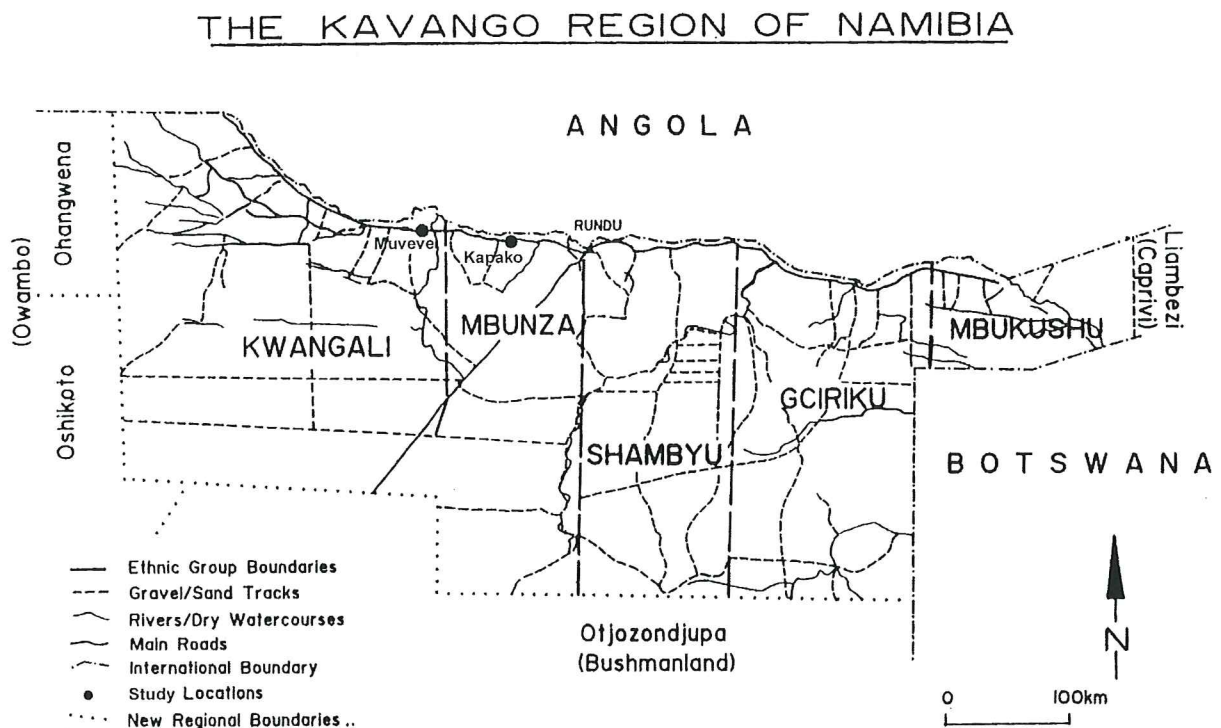 THE KAVANGO REGION OF NAMIBIA
ANGOLA
Ohangwena
(Owambo)
Oshikoto
Muveve
Kapako
RUNDU
Liambezi
(Caprivi)
KWANGALI
MBUNZA
MBUKUSHU
GCIRIKU
SHAMBYU
BOTSWANA
Ethnic Group Boundaries
Gravel/Sand Tracks
Rivers/Dry Watercourses
Main Roads
International Boundary
Study Locations
New Regional Boundaries..
Otjozondjupa
(Bushmanland)
N
0 100km